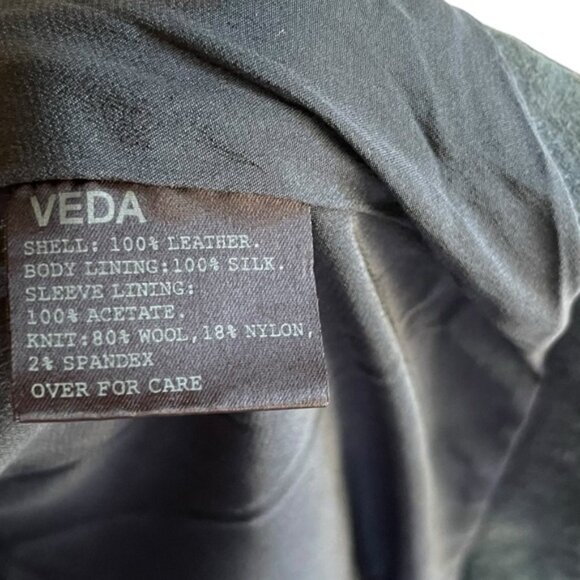 VEDA
SHELL: 100% LEATHER.
BODY LINING:100% SILK.
SLEEVE LINING:
100% ACETATE.
KNIT:80% WOOL,18% NYLON,
2% SPANDEX
OVER FOR CARE